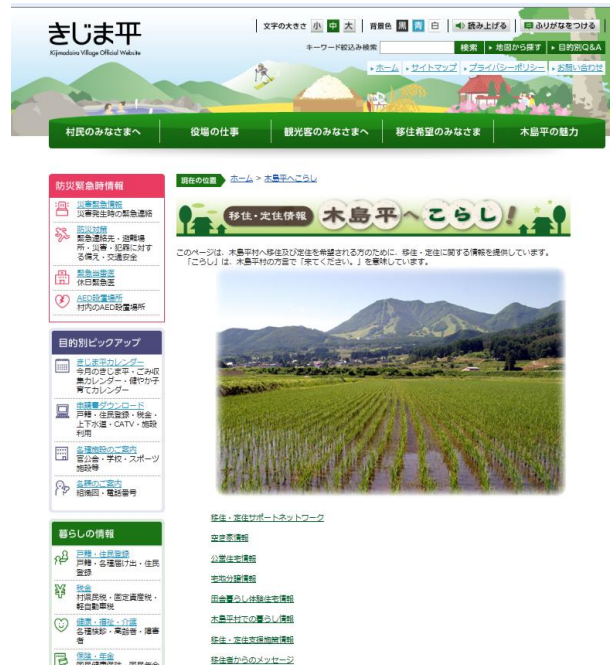 きじま平
Kijimadaira Village Official Website
文字の大きさ 小 中 大 背景色 黒 青 白 読み上げる ふりがなをつける
キーワード絞込み検索 検索 地図から探す 目的別Q&A
ホーム サイトマップ プライバシーポリシー お問い合わせ
村民のみなさまへ 役場の仕事 観光客のみなさまへ 移住希望のみなさま 木島平の魅力
現在の位置 ホーム > 木島平へこらし
移住・定住情報 木島平へこらし!
このページは、木島平村へ移住及び定住を希望される方のために、移住・定住に関する情報を提供しています。
「こらし」は、木島平村の方言で「来てください。」を意味しています。
防災緊急時情報
災害緊急情報
災害発生時の緊急連絡
防災対策
緊急連絡先・避難場
所・災害・犯罪に対す
る備え・交通安全
緊急当番医
休日緊急医
AED設置場所
村内のAED設置場所
目的別ピックアップ
きじま平カレンダー
今月のきじま平・ごみ収
集カレンダー・健やか子
育てカレンダー
申請書ダウンロード
戸籍・住民登録・税金・
上下水道・CATV・施設
利用
各種施設のご案内
官公舎・学校・スポーツ
施設等
各課のご案内
組織図・電話番号
暮らしの情報
戸籍・住民登録
戸籍・各種届け出・住民
登録
税金
村県民税・固定資産税・
軽自動車税
健康・福祉・介護
各種検診・高齢者・障害
者
保険・年金
国民健康保険・国民年金
移住・定住サポートネットワーク
空き家情報
公営住宅情報
宅地分譲情報
田舎暮らし体験住宅情報
木島平村での暮らし情報
移住・定住支援施策情報
移住者からのメッセージ